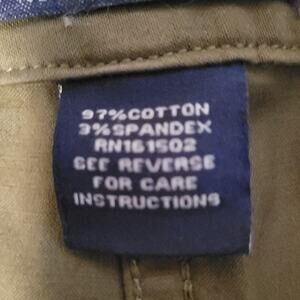 97%COTTON
3%SPANDEX
RN161502
SEE REVERSE
FOR CARE
INSTRUCTIONS